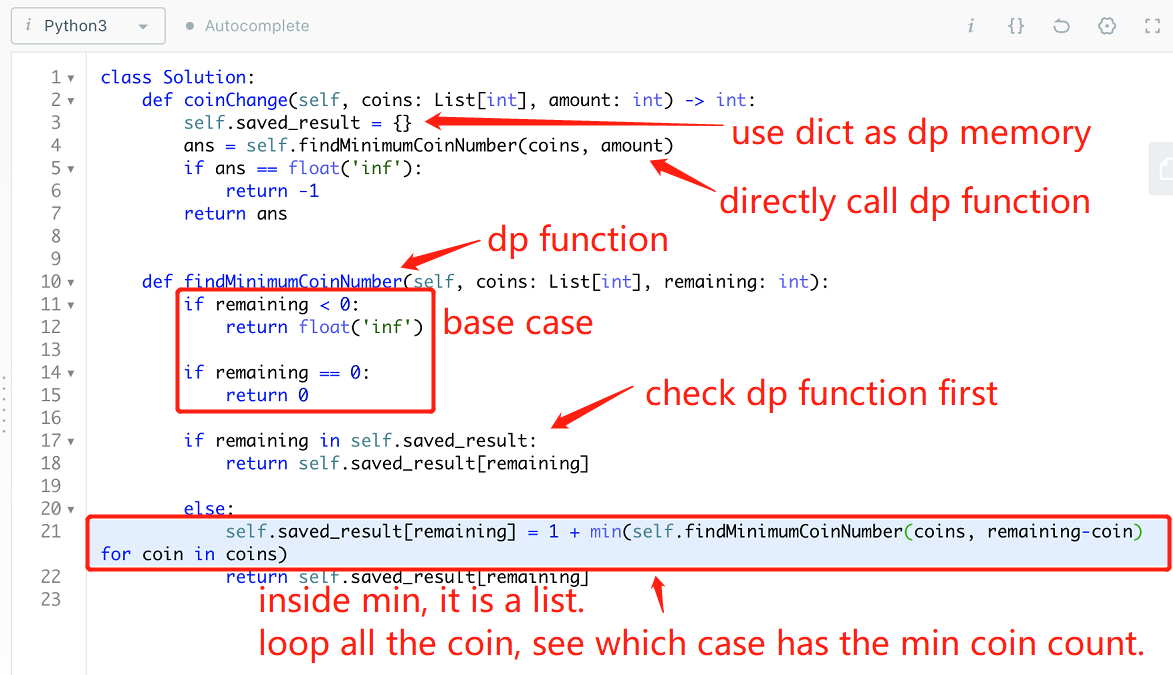 i Python3 Autocomplete i {}
1 class Solution:
2 def coinChange(self, coins: List[int], amount: int) -> int:
3 self.saved_result = {}
use dict as dp memory
4 ans = self.findMinimumCoinNumber(coins, amount)
5 if ans == float('inf'):
6 return -1
directly call dp function
7 return ans
8
dp function
9
10 def findMinimumCoinNumber(self, coins: List[int], remaining: int):
11 if remaining < 0:
12 return float('inf')
base case
13
14 if remaining == 0:
15 return 0
check dp function first
16
17 if remaining in self.saved_result:
18 return self.saved_result[remaining]
19
20 else:
21 self.saved_result[remaining] = 1 + min(self.findMinimumCoinNumber(coins, remaining-coin)
for coin in coins)
22 return self.saved_result[remaining]
23
inside min, it is a list.
loop all the coin, see which case has the min coin count.